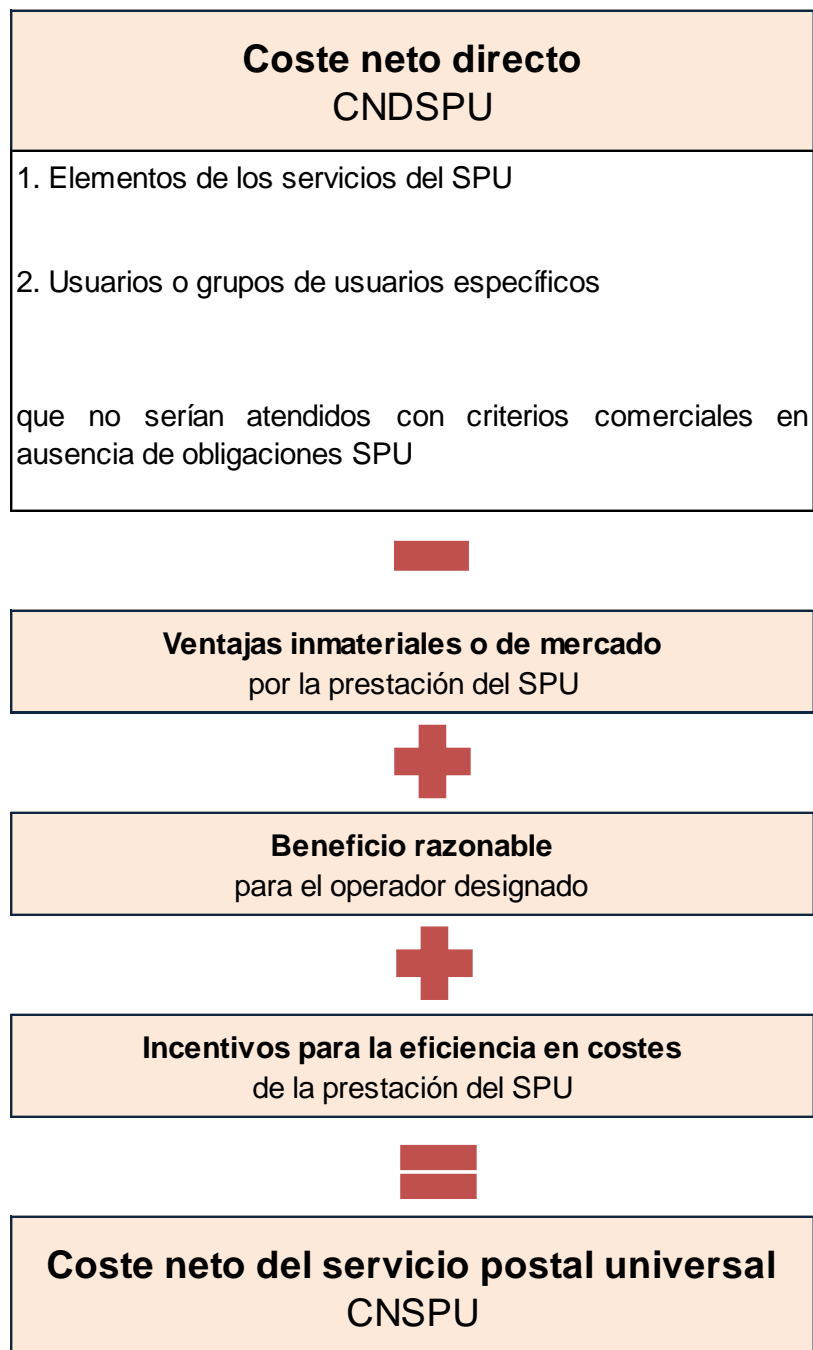 Coste neto directo
CNDSPU
1. Elementos de los servicios del SPU
2. Usuarios o grupos de usuarios específicos
que no serían atendidos con criterios comerciales en
ausencia de obligaciones SPU
Ventajas inmateriales o de mercado
por la prestación del SPU
Beneficio razonable
para el operador designado
Incentivos para la eficiencia en costes
de la prestación del SPU
Coste neto del servicio postal universal
CNSPU